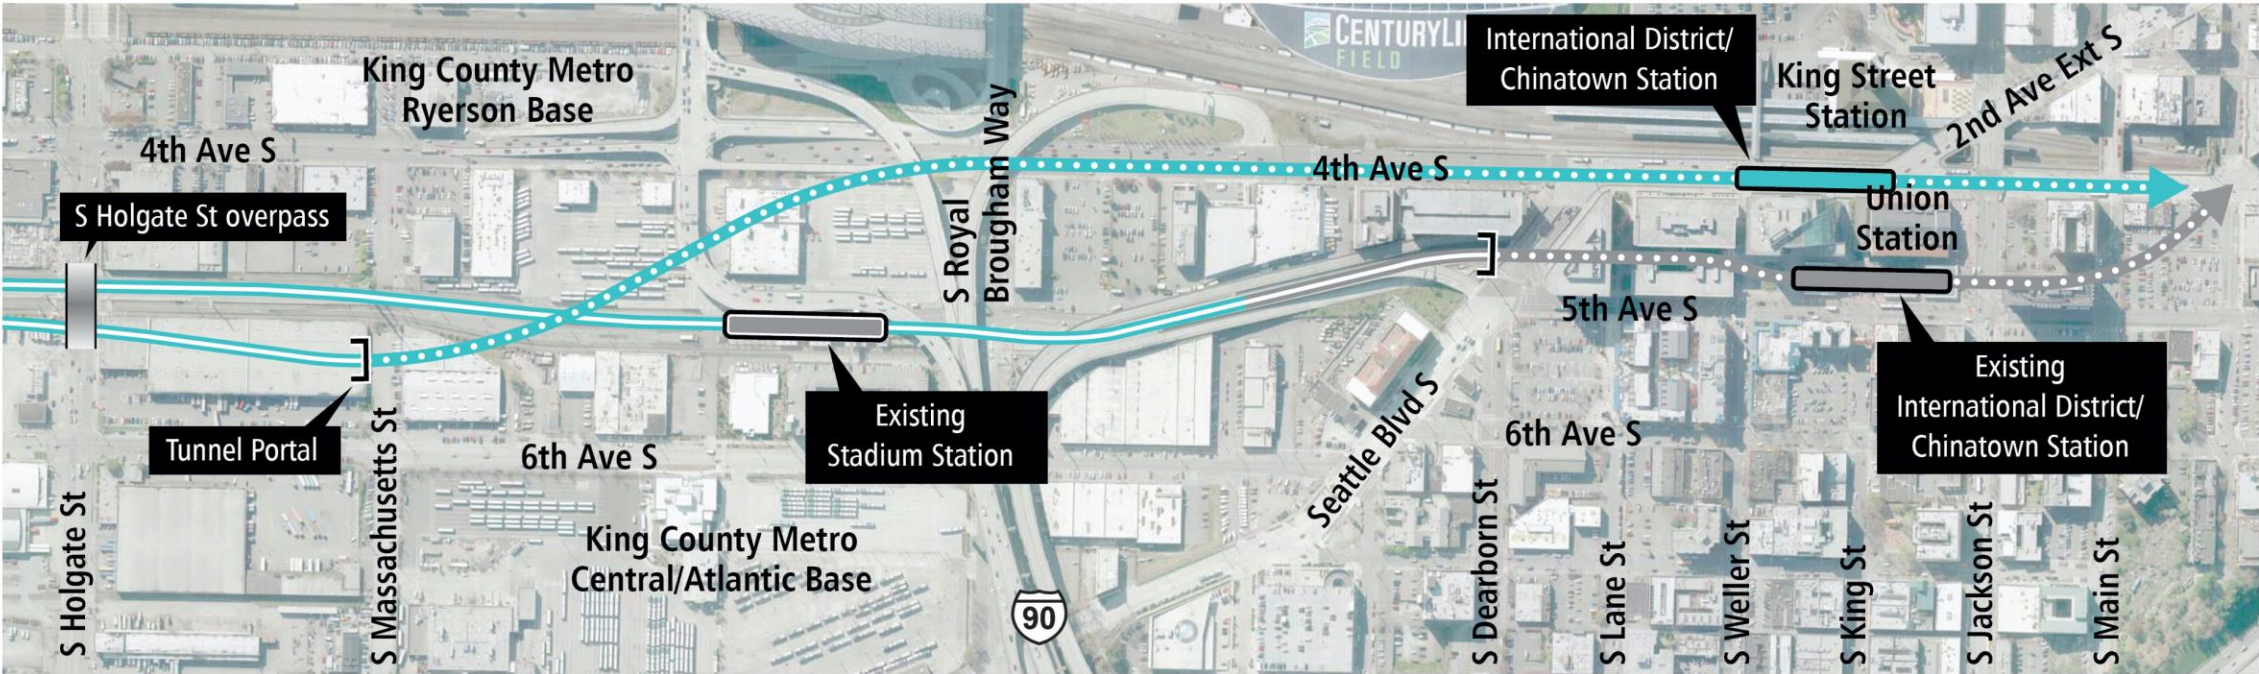 CENTURYLI
FIELD
International District/
Chinatown Station
King Street
Station
2nd Ave Ext S
King County Metro
Ryerson Base
4th Ave S
S Holgate St overpass
S Royal
Brougham Way
4th Ave S
Union
Station
5th Ave S
Tunnel Portal
Existing
Stadium Station
Existing
International District/
Chinatown Station
6th Ave S
6th Ave S
Seattle Blvd S
King County Metro
Central/Atlantic Base
90
S Holgate St
S Massachusetts St
S Dearborn St
S Lane St
S Weller St
S King St
S Jackson St
S Main St